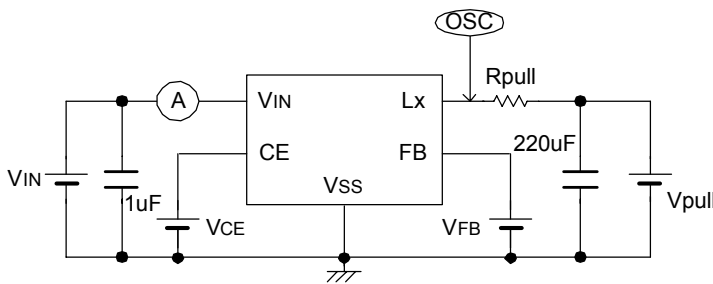 OSC
Rpull
A
VIN
Lx
CE
FB
220uF
VIN
1uF
VSS
VCE
VFB
Vpull